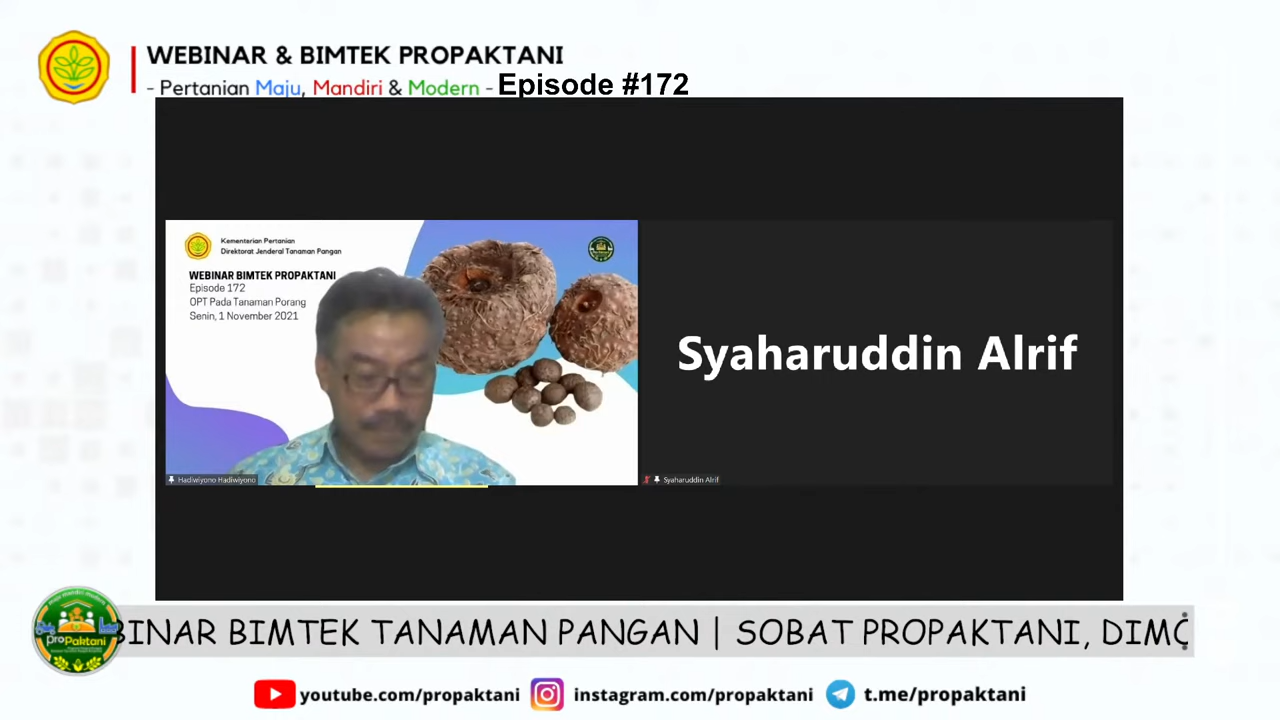 WEBINAR & BIMTEK PROPAKTANI
- Pertanian Maju, Mandiri & Modern - Episode #172
Kementerian Pertanian
Direktorat Jenderal Tanaman Pangan
WEBINAR BIMTEK PROPAKTANI
Episode 172
OPT Pada Tanaman Porang
Senin, 1 November 2021
Hadiwiyono Hadiwiyono
Syaharuddin Alrif
Syaharuddin Alrif
proPaktani
BINAR BIMTEK TANAMAN PANGAN | SOBAT PROPAKTANI, DIMO
youtube.com/propaktani
instagram.com/propaktani
t.me/propaktani